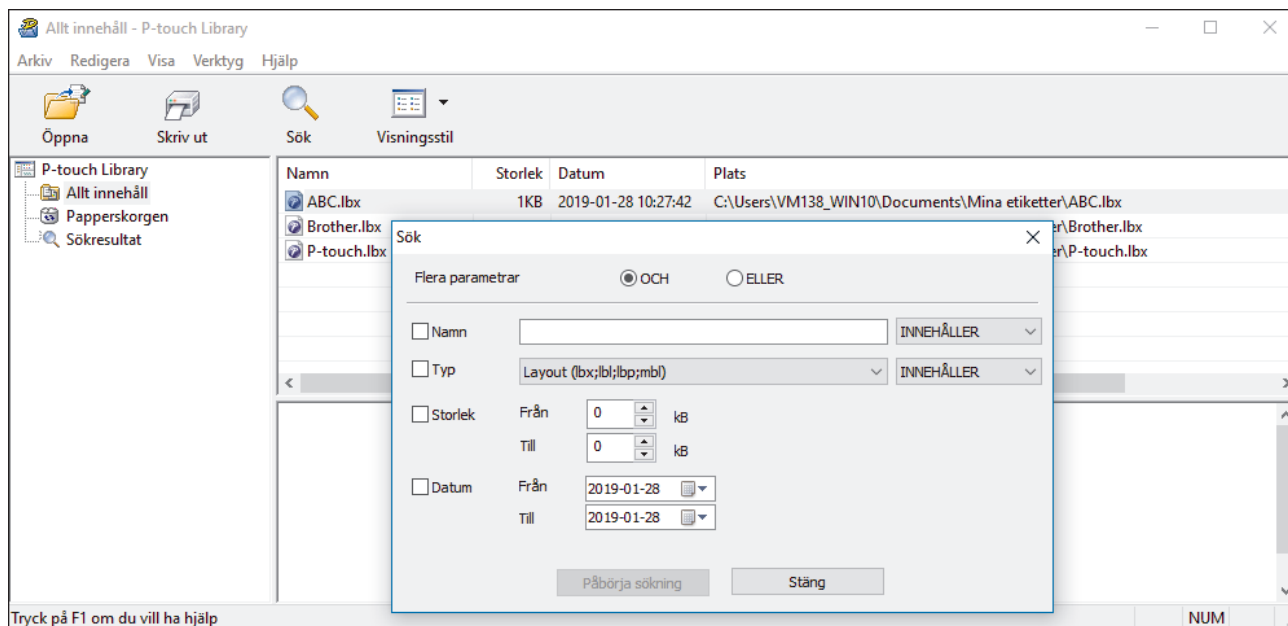 Allt innehåll - P-touch Library
Arkiv Redigera Visa Verktyg Hjälp
Öppna Skriv ut Sök Visningsstil
P-touch Library
Allt innehåll
Papperskorgen
Sökresultat
Namn Storlek Datum Plats
ABC.lbx 1KB 2019-01-28 10:27:42 C:\Users\VM138_WIN10\Documents\Mina etiketter\ABC.lbx
Brother.lbx er\Brother.lbx
P-touch.lbx er\P-touch.lbx
Sök
Flera parametrar OCH ELLER
Namn INNEHÅLLER
Typ Layout (lbx;lbl;lbp;mbl) INNEHÅLLER
Storlek Från 0 kB
Till 0 kB
Datum Från 2019-01-28
Till 2019-01-28
Påbörja sökning Stäng
Tryck på F1 om du vill ha hjälp NUM